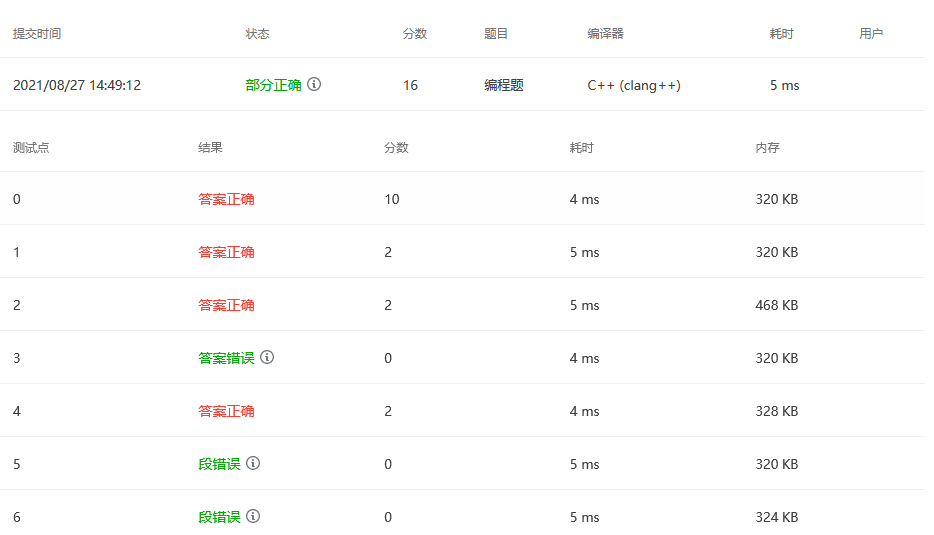 提交时间 状态 分数 题目 编译器 耗时 用户
2021/08/27 14:49:12 部分正确 16 编程题 C++ (clang++) 5 ms
测试点 结果 分数 耗时 内存
0 答案正确 10 4 ms 320 KB
1 答案正确 2 5 ms 320 KB
2 答案正确 2 5 ms 468 KB
3 答案错误 0 4 ms 320 KB
4 答案正确 2 4 ms 328 KB
5 段错误 0 5 ms 320 KB
6 段错误 0 5 ms 324 KB